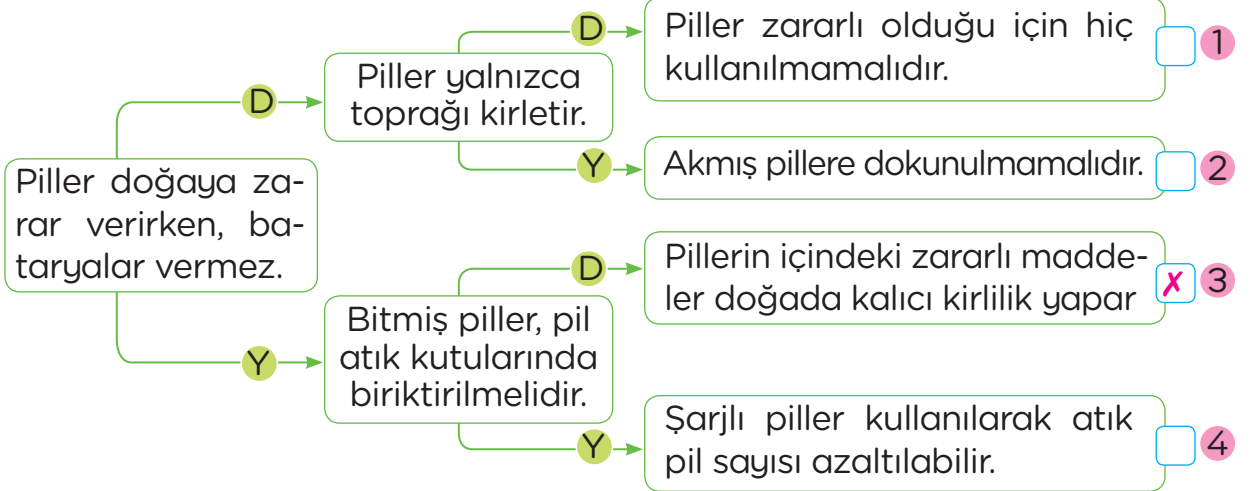 Piller doğaya za-
rar verirken, ba-
taryalar vermez.
D
Piller yalnızca
toprağı kirletir.
D
Piller zararlı olduğu için hiç
kullanılmamalıdır.
1
Y
Akmış pillere dokunulmamalıdır.
2
Y
Bitmiş piller, pil
atık kutularında
biriktirilmelidir.
D
Pillerin içindeki zararlı madde-
ler doğada kalıcı kirlilik yapar
✗ 3
Y
Şarjlı piller kullanılarak atık
pil sayısı azaltılabilir.
4